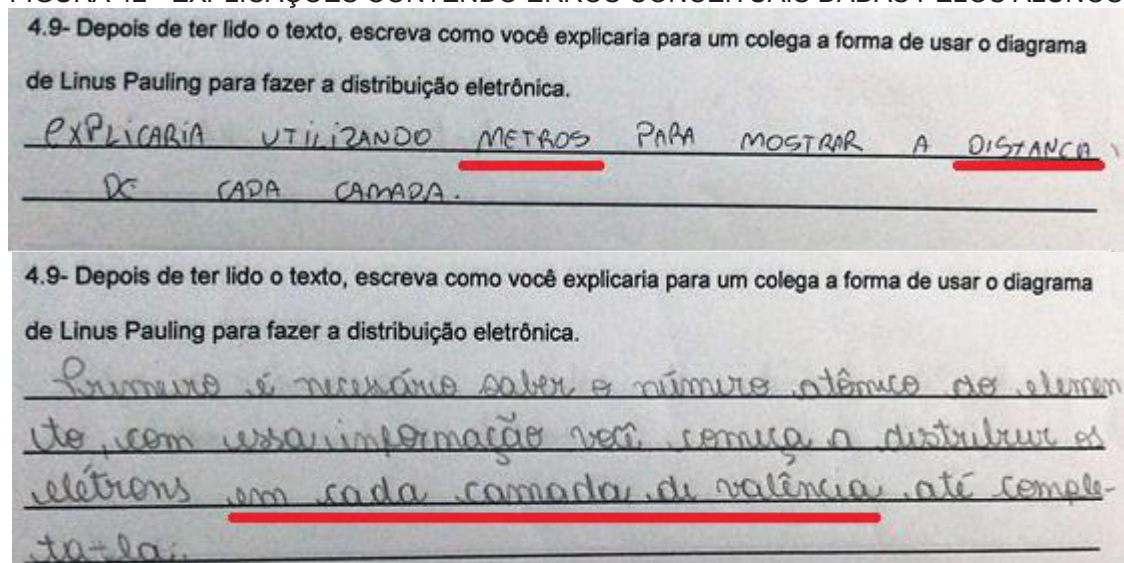 FIGURA 12 - EXPLICAÇÕES CONTENDO ERROS CONCEITUAIS DADAS PELOS ALUNOS
4.9- Depois de ter lido o texto, escreva como você explicaria para um colega a forma de usar o diagrama
de Linus Pauling para fazer a distribuição eletrônica.
EXPLICARIA UTILIZANDO METROS PARA MOSTRAR A DISTANCA
DE CADA CAMADA.
4.9- Depois de ter lido o texto, escreva como você explicaria para um colega a forma de usar o diagrama
de Linus Pauling para fazer a distribuição eletrônica.
Primeiro é necessário saber o número atômico do elemen
to, com essa informação você começa a distribuir os
elétrons em cada camada de valência até comple-
ta-la.